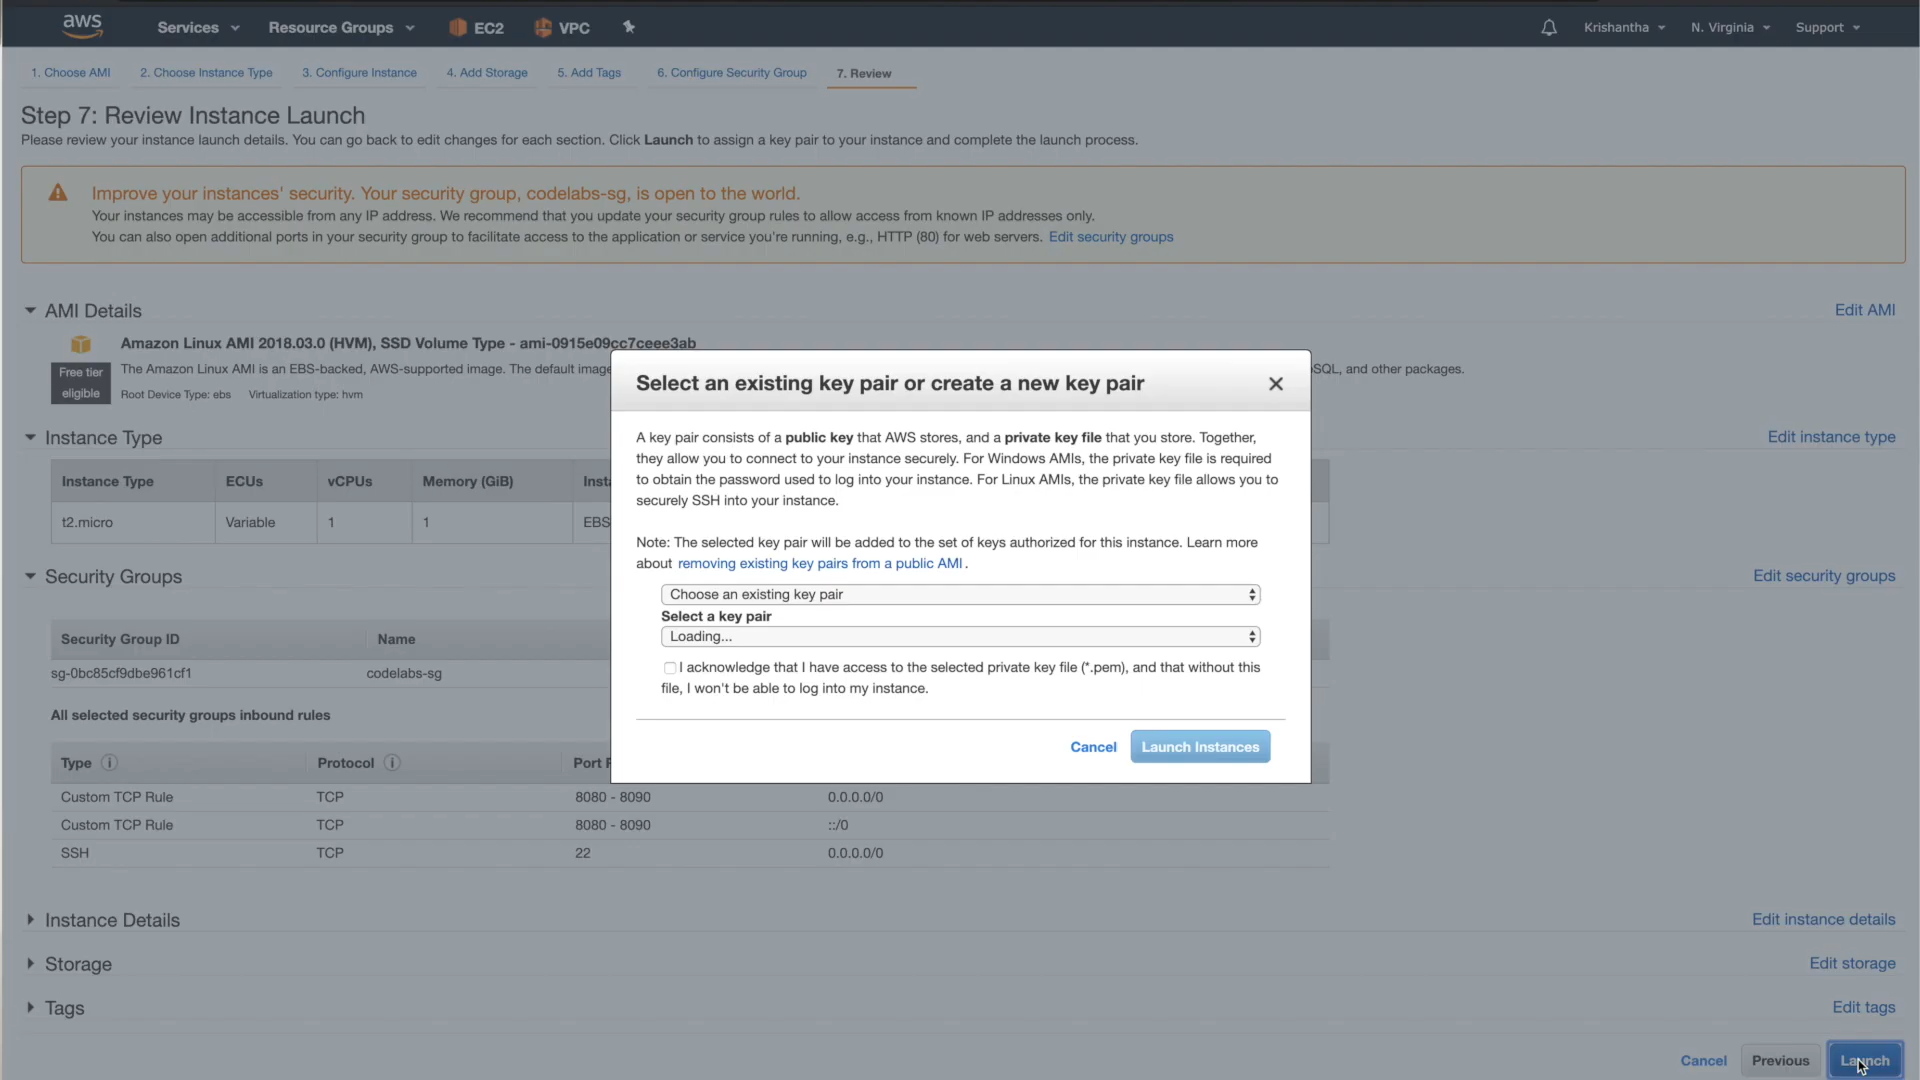 aws Services Resource Groups EC2 VPC Krishantha N. Virginia Support
1. Choose AMI 2. Choose Instance Type 3. Configure Instance 4. Add Storage 5. Add Tags 6. Configure Security Group 7. Review
Step 7: Review Instance Launch
Please review your instance launch details. You can go back to edit changes for each section. Click Launch to assign a key pair to your instance and complete the launch process.
Improve your instances' security. Your security group, codelabs-sg, is open to the world.
Your instances may be accessible from any IP address. We recommend that you update your security group rules to allow access from known IP addresses only.
You can also open additional ports in your security group to facilitate access to the application or service you're running, e.g., HTTP (80) for web servers. Edit security groups
AMI Details Edit AMI
Amazon Linux AMI 2018.03.0 (HVM), SSD Volume Type - ami-0915e09cc7ceee3ab
Free tier
eligible
The Amazon Linux AMI is an EBS-backed, AWS-supported image. The default image SQL, and other packages.
Root Device Type: ebs Virtualization type: hvm
Instance Type Edit instance type
Instance Type ECUs vCPUs Memory (GiB)
t2.micro Variable 1 1 EBS
Security Groups Edit security groups
Security Group ID Name
sg-0bc85cf9dbe961cf1 codelabs-sg
All selected security groups inbound rules
Type Protocol Port
Custom TCP Rule TCP 8080 - 8090 0.0.0.0/0
Custom TCP Rule TCP 8080 - 8090 ::/0
SSH TCP 22 0.0.0.0/0
Instance Details Edit instance details
Storage Edit storage
Tags Edit tags
Cancel Previous Launch
Select an existing key pair or create a new key pair
A key pair consists of a public key that AWS stores, and a private key file that you store. Together,
they allow you to connect to your instance securely. For Windows AMIs, the private key file is required
to obtain the password used to log into your instance. For Linux AMIs, the private key file allows you to
securely SSH into your instance.
Note: The selected key pair will be added to the set of keys authorized for this instance. Learn more
about removing existing key pairs from a public AMI .
Choose an existing key pair
Select a key pair
Loading...
I acknowledge that I have access to the selected private key file (*.pem), and that without this
file, I won't be able to log into my instance.
Cancel Launch Instances